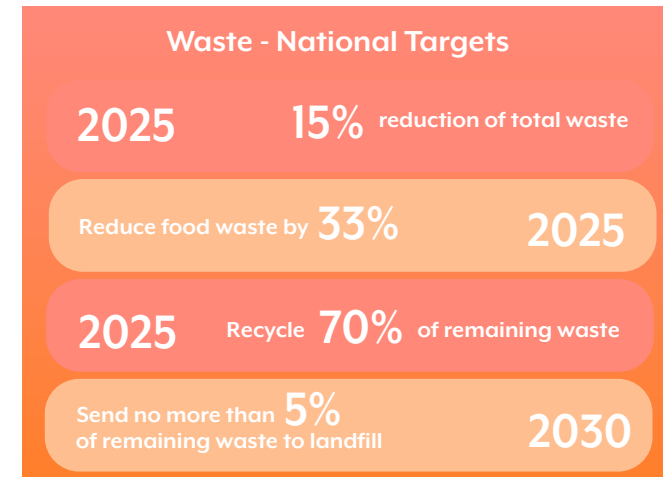 Waste - National Targets
2025 15% reduction of total waste
Reduce food waste by 33% 2025
2025 Recycle 70% of remaining waste
Send no more than 5%
of remaining waste to landfill 2030